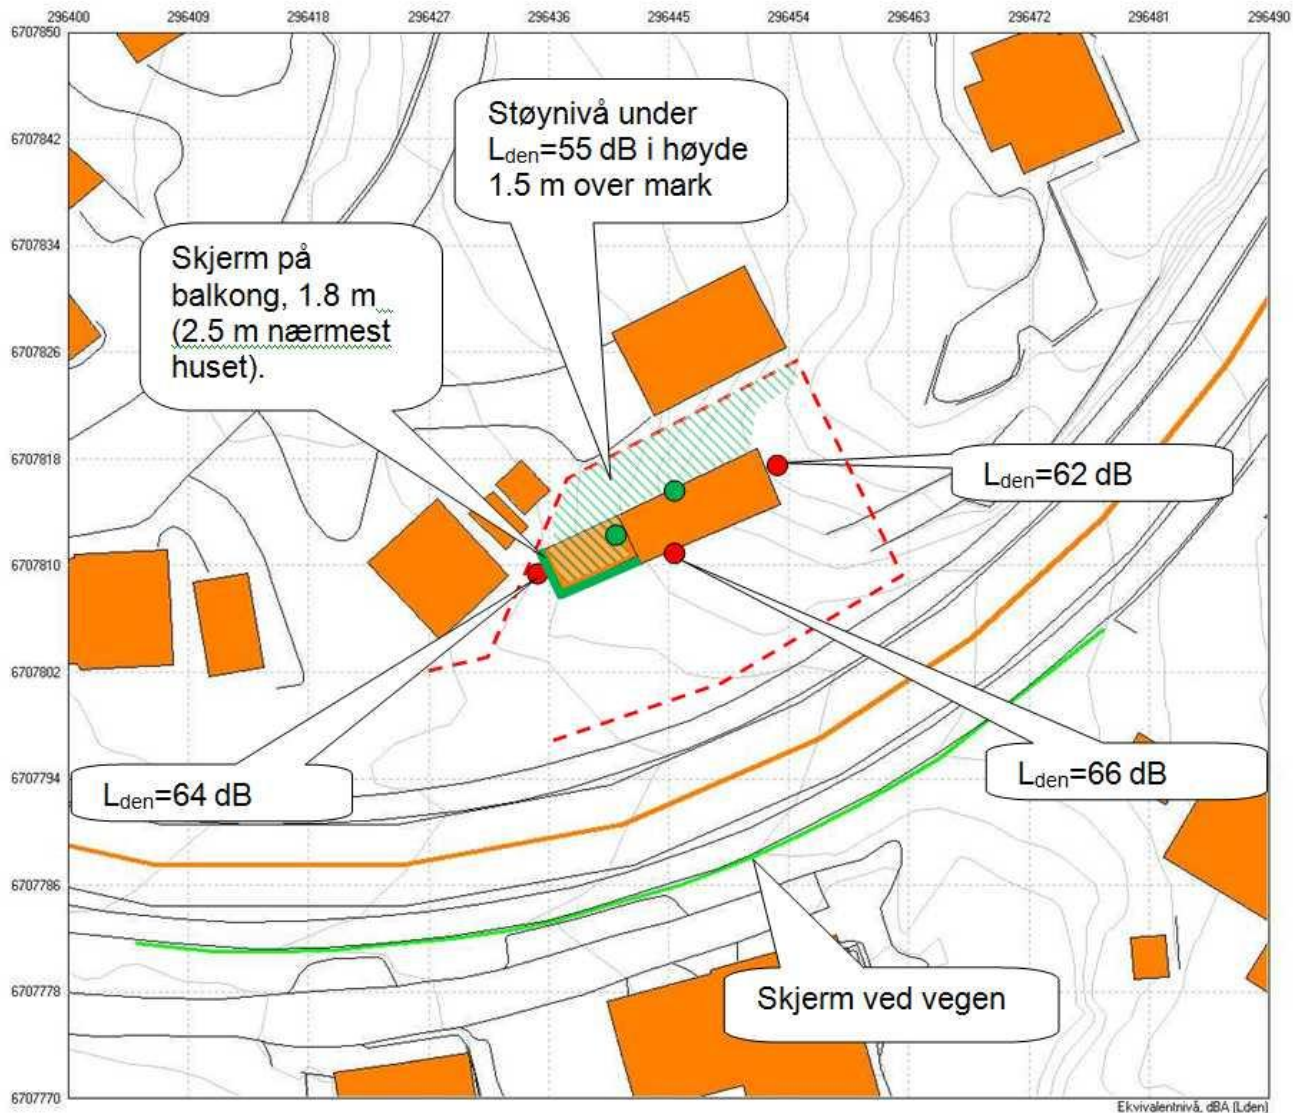 296400 296409 296418 296427 296436 296445 296454 296463 296472 296481 296490
6707850
6707842
6707834
6707826
6707818
6707810
6707802
6707794
6707786
6707778
6707770
Støynivå under
Lden=55 dB i høyde
1.5 m over mark
Skjerm på
balkong, 1.8 m
(2.5 m nærmest
huset).
Lden=62 dB
Lden=64 dB
Lden=66 dB
Skjerm ved vegen
Ekvivalentnivå, dBA (Lden)